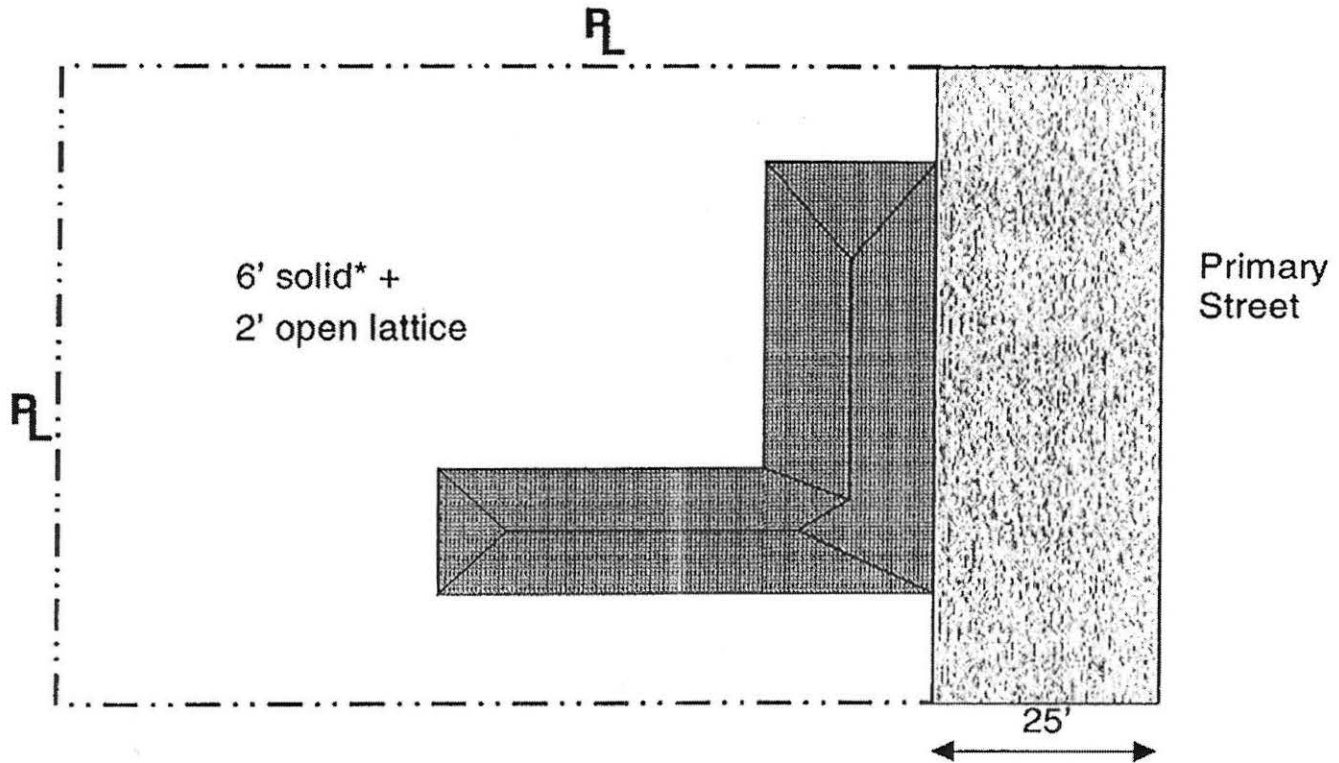 PL
6' solid* +
2' open lattice
Primary
Street
PL
25'